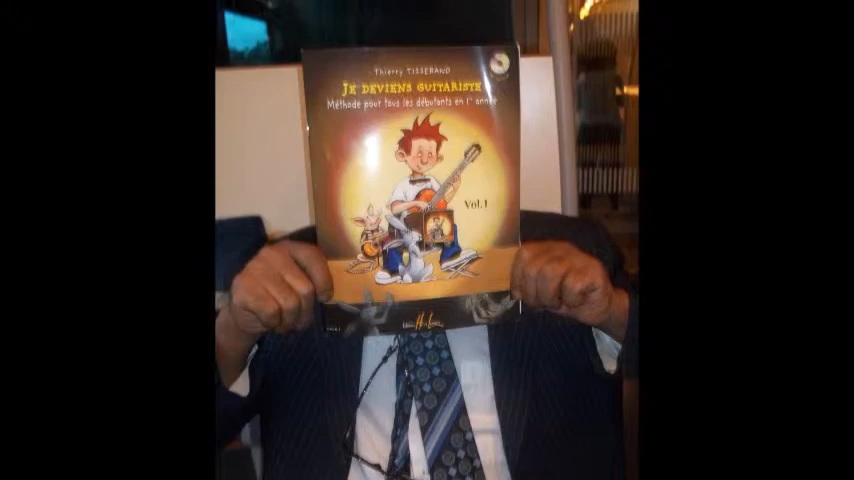 Thierry TISSERAND
JE DEVIENS GUITARISTE
Méthode pour tous les débutants en 1re année
Vol.1